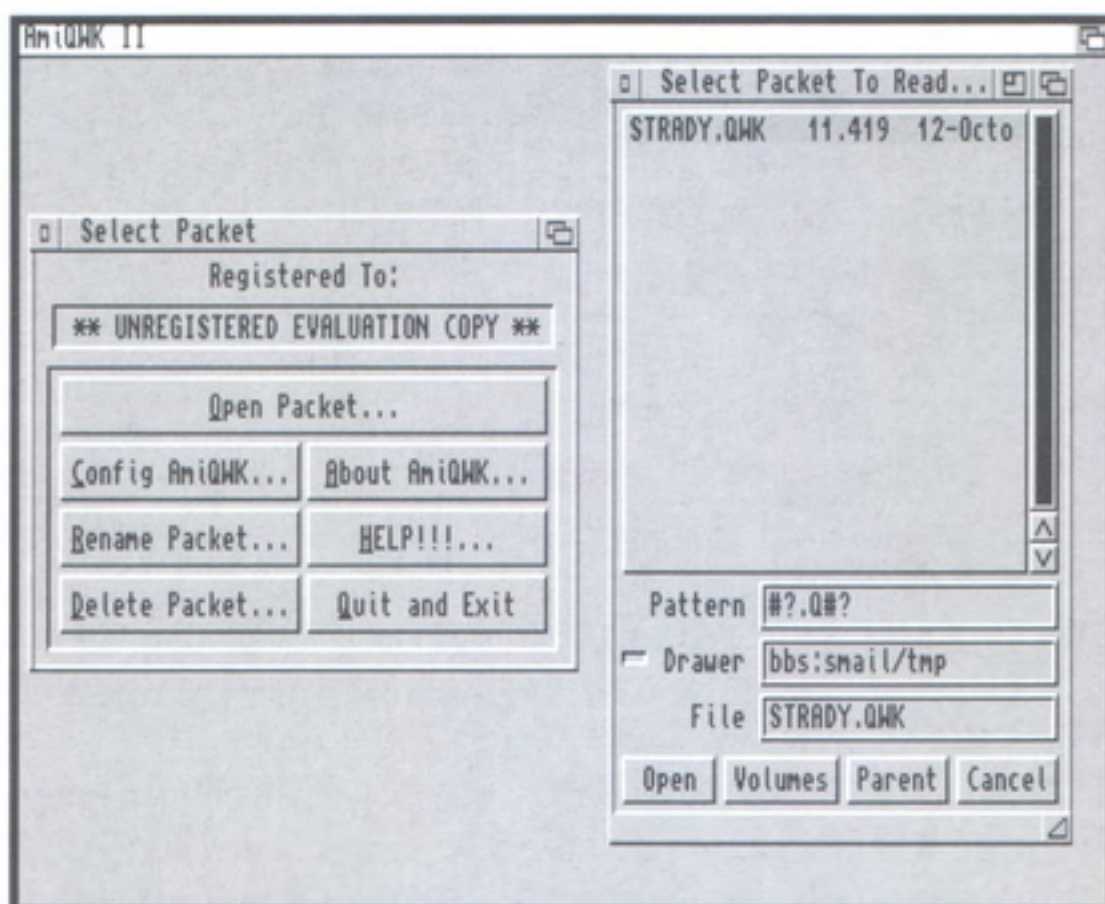 AmiQWK II
Select Packet
Registered To:
** UNREGISTERED EVALUATION COPY **
Open Packet...
Config AmiQWK... About AmiQWK...
Rename Packet... HELP!!!...
Delete Packet... Quit and Exit
Select Packet To Read...
STRADY.QWK 11.419 12-Octo
Pattern #?.Q#?
Drawer bbs:smail/tmp
File STRADY.QWK
Open Volumes Parent Cancel